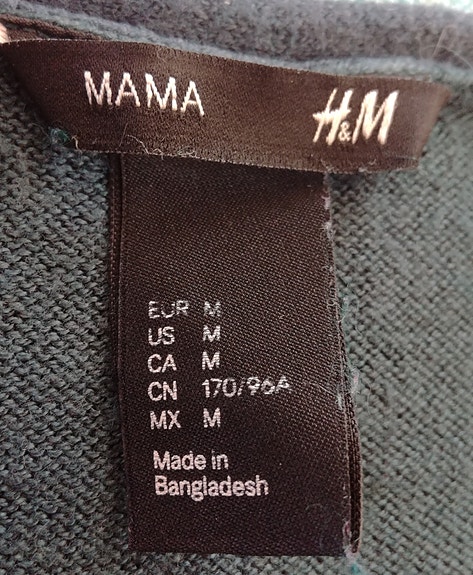 MAMA H&M
EUR M
US M
CA M
CN 170/96A
MX M
Made in
Bangladesh